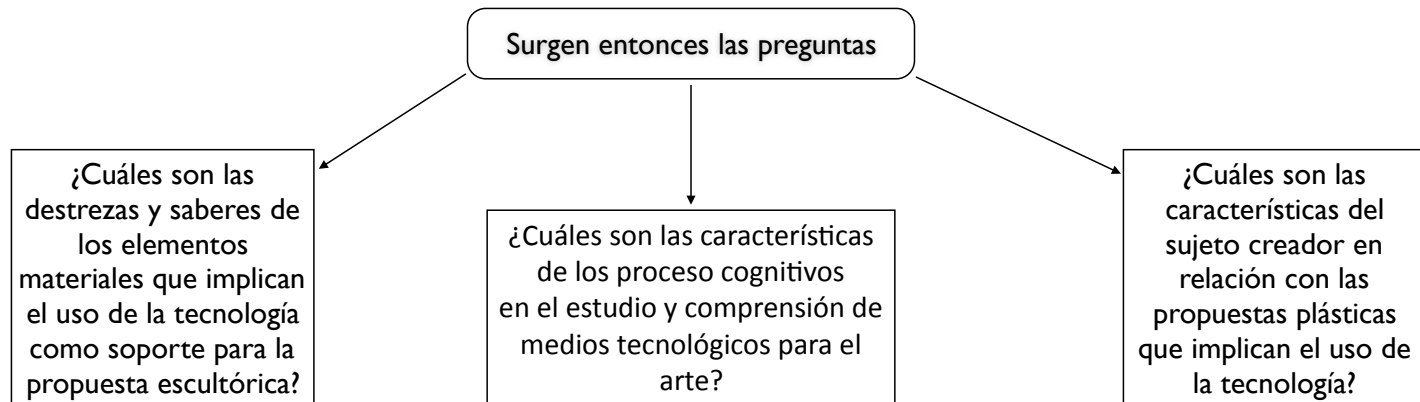 Surgen entonces las preguntas
¿Cuáles son las
destrezas y saberes de
los elementos
materiales que implican
el uso de la tecnología
como soporte para la
propuesta escultórica?
¿Cuáles son las características
de los proceso cognitivos
en el estudio y comprensión de
medios tecnológicos para el
arte?
¿Cuáles son las
características del
sujeto creador en
relación con las
propuestas plásticas
que implican el uso de
la tecnología?